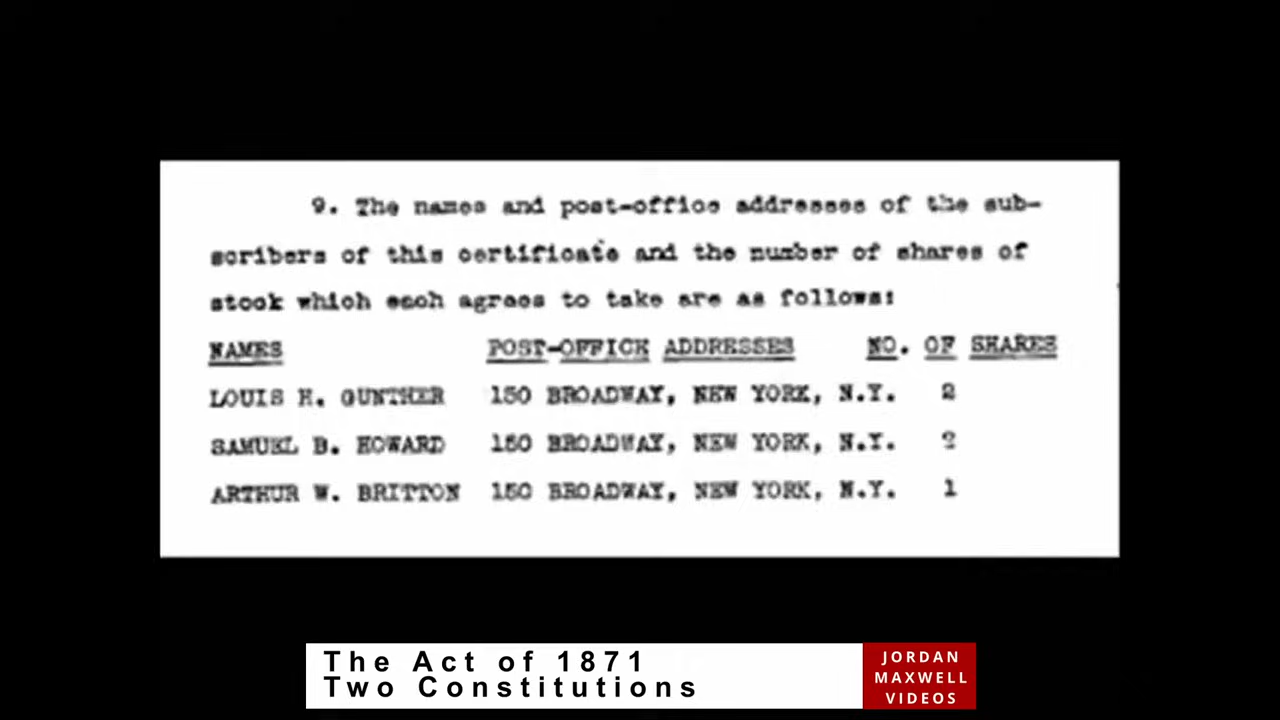 9. The names and post-office addresses of the sub-
scribers of this certificate and the number of shares of
stock which each agrees to take are as follows:
NAMES POST-OFFICE ADDRESSES NO. OF SHARES
LOUIS H. GUNTHER 150 BROADWAY, NEW YORK, N.Y. 2
SAMUEL B. HOWARD 150 BROADWAY, NEW YORK, N.Y. 2
ARTHUR W. BRITTON 150 BROADWAY, NEW YORK, N.Y. 1
The Act of 1871
Two Constitutions
JORDAN
MAXWELL
VIDEOS